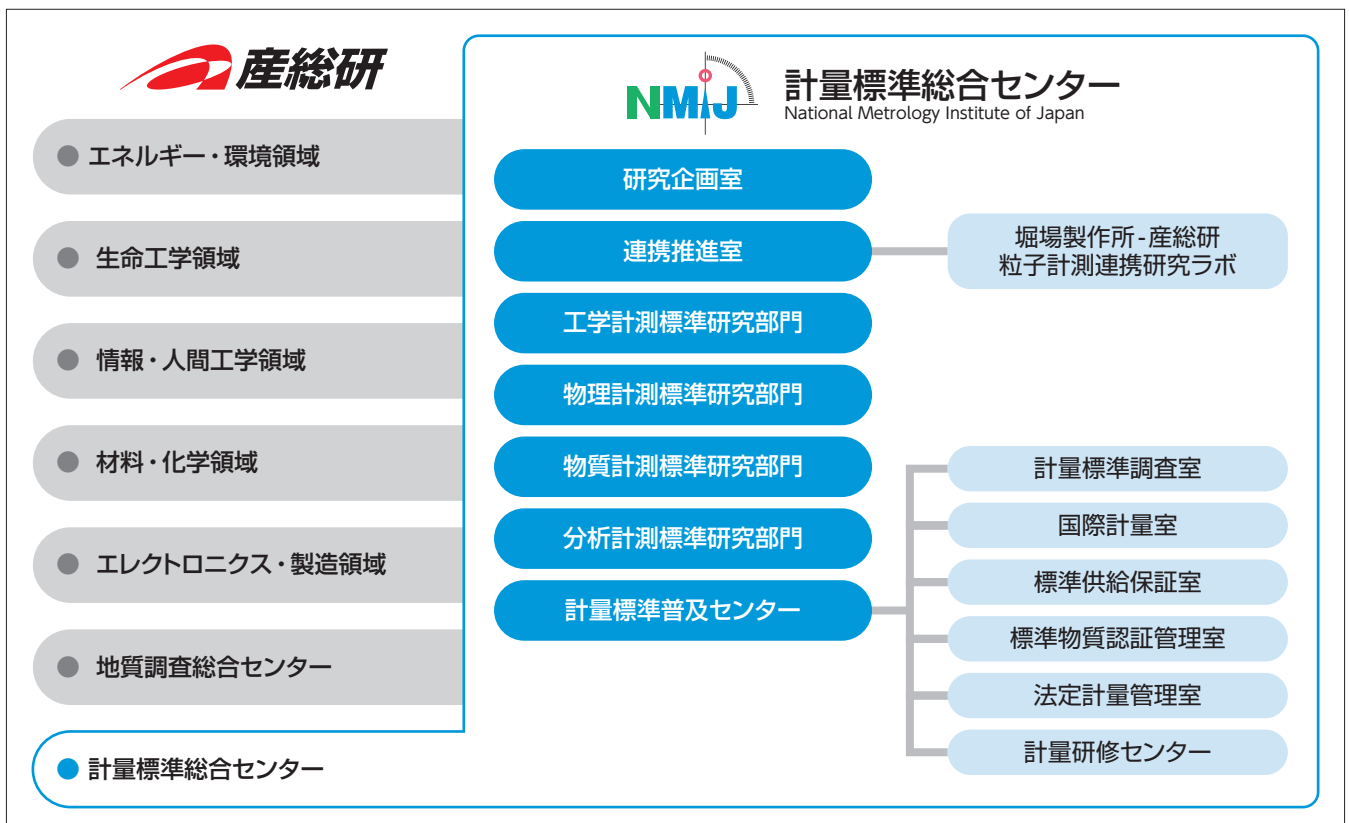 産総研
エネルギー・環境領域
生命工学領域
情報・人間工学領域
材料・化学領域
エレクトロニクス・製造領域
地質調査総合センター
計量標準総合センター
NMIJ
計量標準総合センター
National Metrology Institute of Japan
研究企画室
連携推進室
堀場製作所-産総研
粒子計測連携研究ラボ
工学計測標準研究部門
物理計測標準研究部門
物質計測標準研究部門
分析計測標準研究部門
計量標準普及センター
計量標準調査室
国際計量室
標準供給保証室
標準物質認証管理室
法定計量管理室
計量研修センター